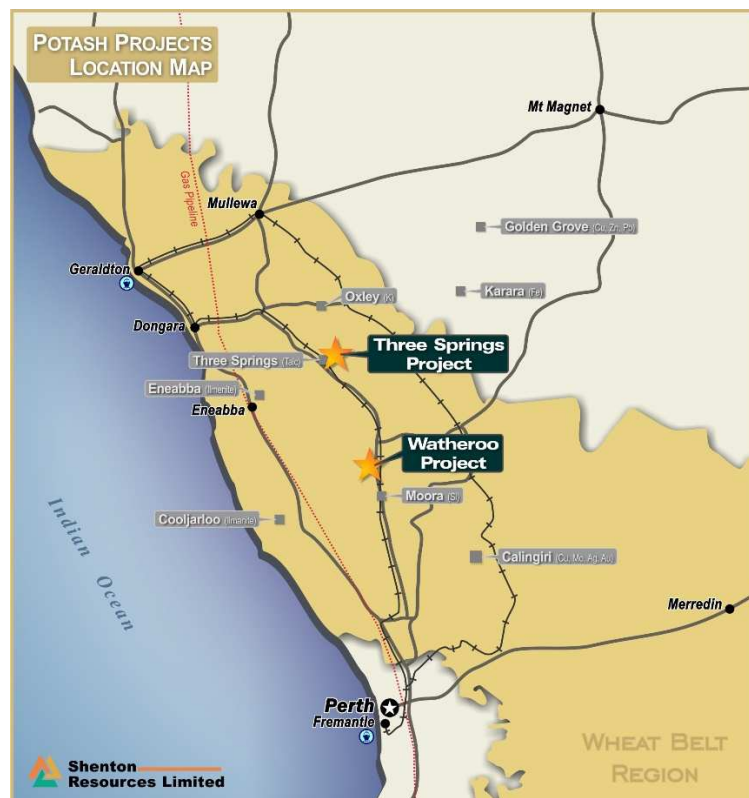 POTASH PROJECTS
LOCATION MAP
Mt Magnet
Gas Pipeline
Mullewa
Golden Grove (Cu, Zn, Pb)
Geraldton
Karara (Fe)
Oxley (K)
Dongara
Three Springs
Project
Three Springs (Talc)
Eneabba (Ilmenite)
Eneabba
Watheroo
Project
Moora (Si)
Cooljarloo (Ilmanite)
Indian Ocean
Calingiri (Cu, Mo, Ag, Au)
Merredin
Perth
Fremantle
WHEAT BELT
REGION
Shenton
Resources Limited